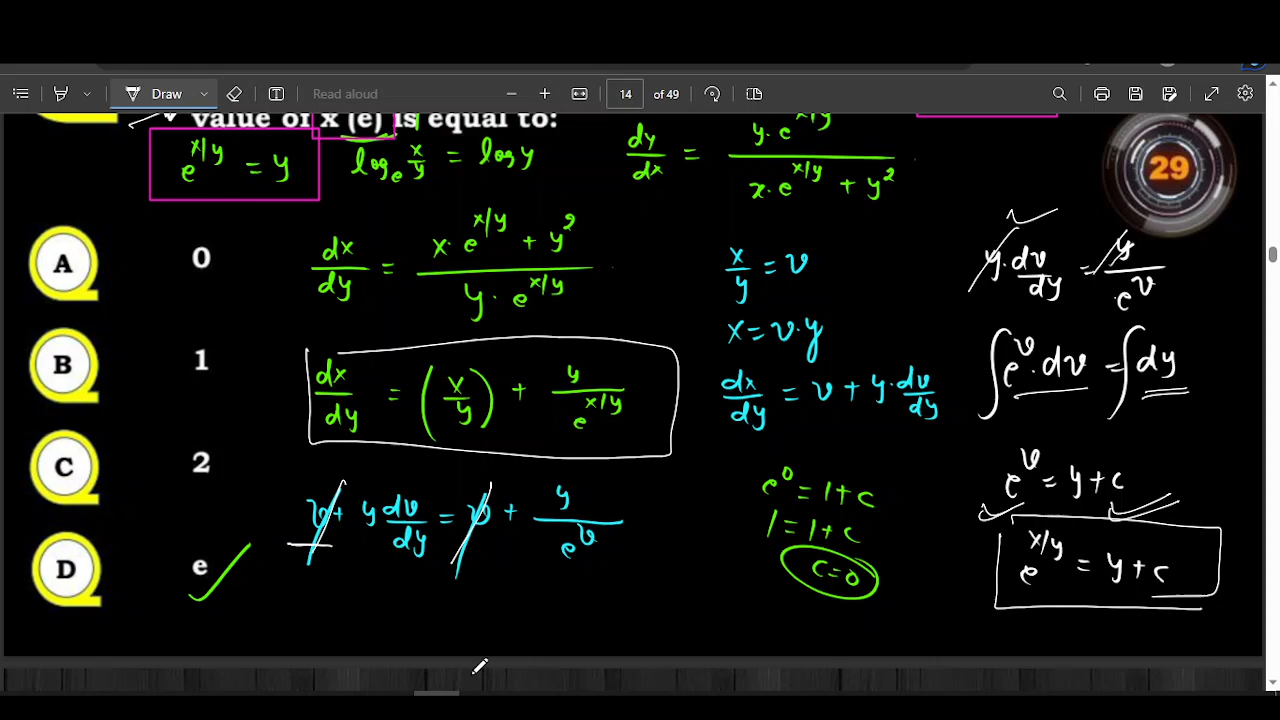 Draw
Read aloud
14 of 49
value of x (e) is equal to:
e^{x/y} = y
log_e x/y = log y
dy/dx = y·e^{x/y} / x·e^{x/y} + y²
29
A 0
dx/dy = x·e^{x/y} + y² / y·e^{x/y}
x/y = v
x = v·y
y·dv/dy = y/e^v
B 1
dx/dy = (x/y) + y/e^{x/y}
dx/dy = v + y·dv/dy
∫e^v·dv = ∫dy
C 2
v + y dv/dy = v + y/e^v
e^0 = 1+c
1 = 1+c
c=0
e^v = y+c
e^{x/y} = y+c
D e